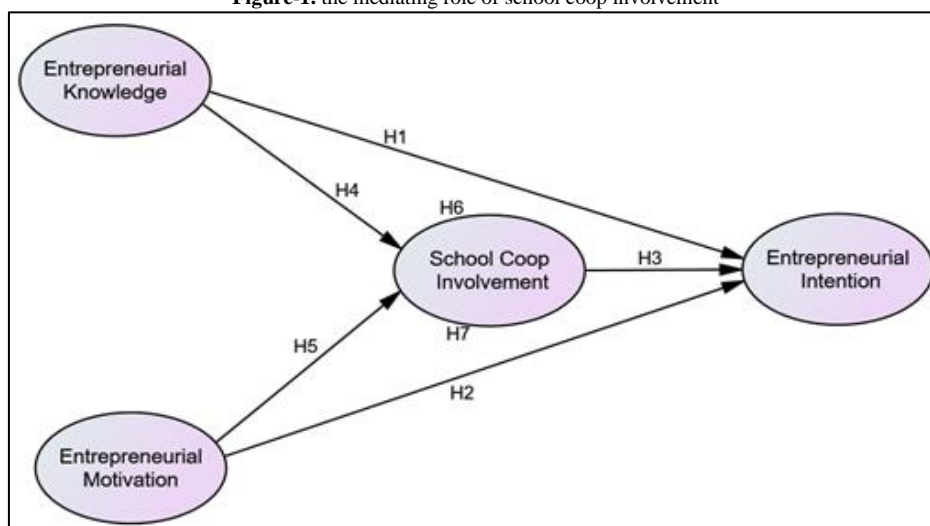 Figure-1: the mediating role of school coop involvement
Entrepreneurial
Knowledge
H1
H4
H6
School Coop
Involvement
H3
Entrepreneurial
Intention
H7
H5
H2
Entrepreneurial
Motivation